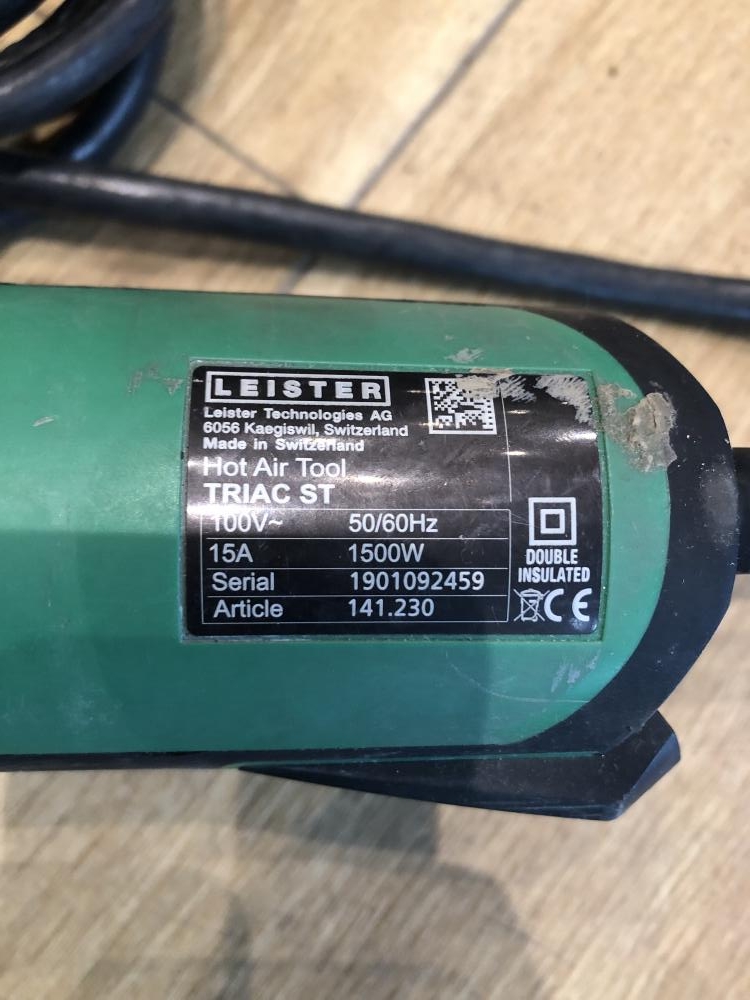 LEISTER
Leister Technologies AG
6056 Kaegiswil, Switzerland
Made in Switzerland
Hot Air Tool
TRIAC ST
100V~ 50/60Hz
15A 1500W
Serial 1901092459
Article 141.230
DOUBLE
INSULATED
CE